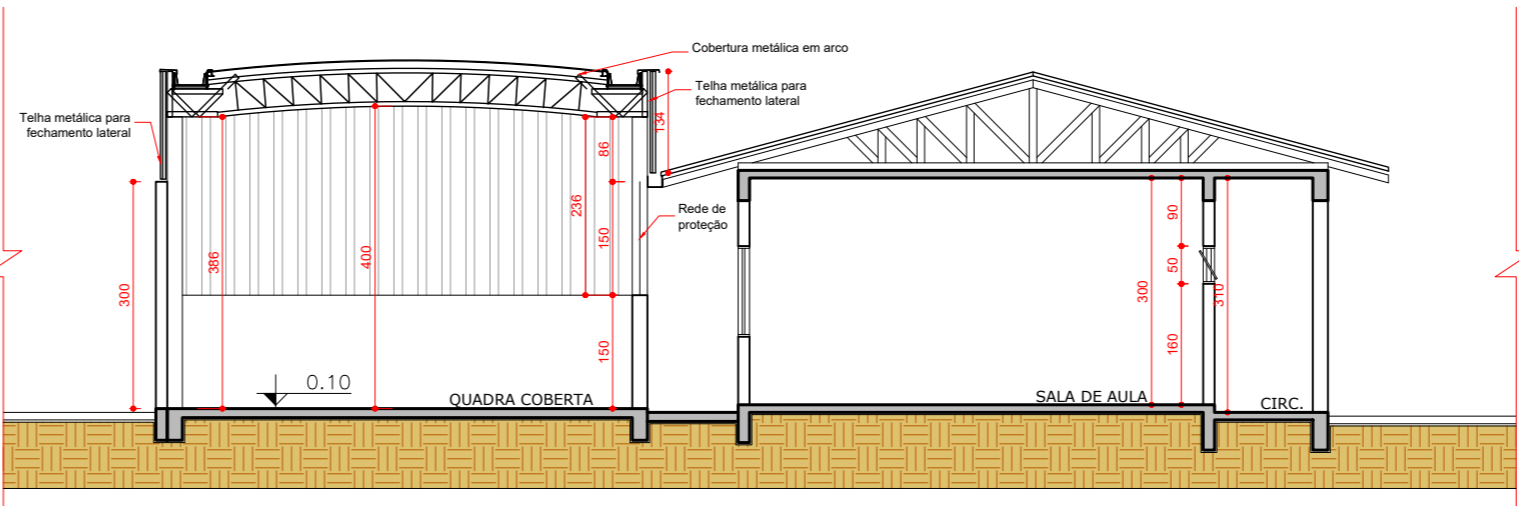 Cobertura metálica em arco
Telha metálica para
fechamento lateral
Telha metálica para
fechamento lateral
134
86
236
150
Rede de
proteção
386
400
300
150
90
50
300
310
160
0.10
QUADRA COBERTA
SALA DE AULA
CIRC.